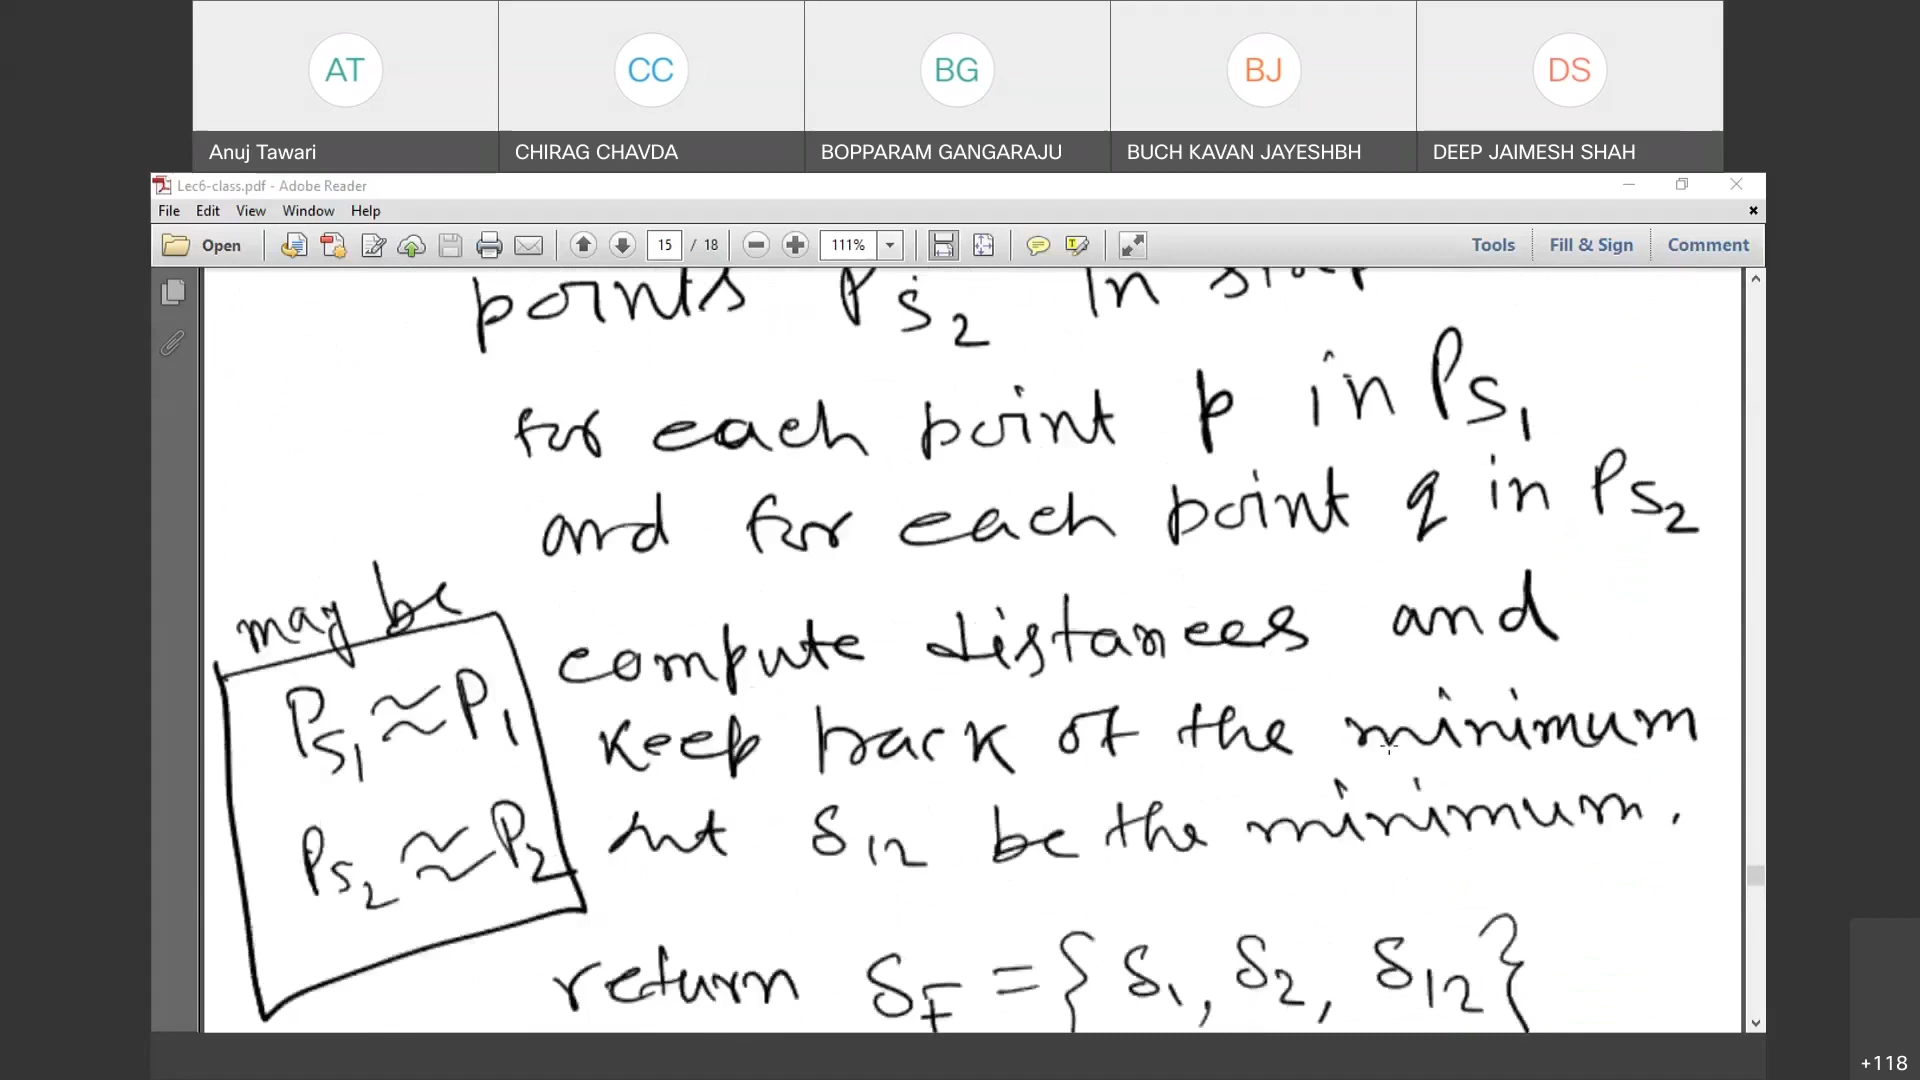 AT
CC
BG
BJ
DS
Anuj Tawari
CHIRAG CHAVDA
BOPPARAM GANGARAJU
BUCH KAVAN JAYESHBH
DEEP JAIMESH SHAH
Lec6-class.pdf - Adobe Reader
File Edit View Window Help
Open 15 / 18 111% Tools Fill & Sign Comment
points PS2 in strip
for each point p in PS1
and for each point q in PS2
may be
compute distances and
PS1 ≈ P1
keep track of the minimum
PS2 ≈ P2
let δ12 be the minimum.
return δF = {δ1, δ2, δ12}
+118